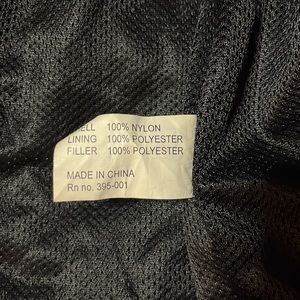 ELL 100% NYLON
LINING 100% POLYESTER
FILLER 100% POLYESTER
MADE IN CHINA
Rn no. 395-001